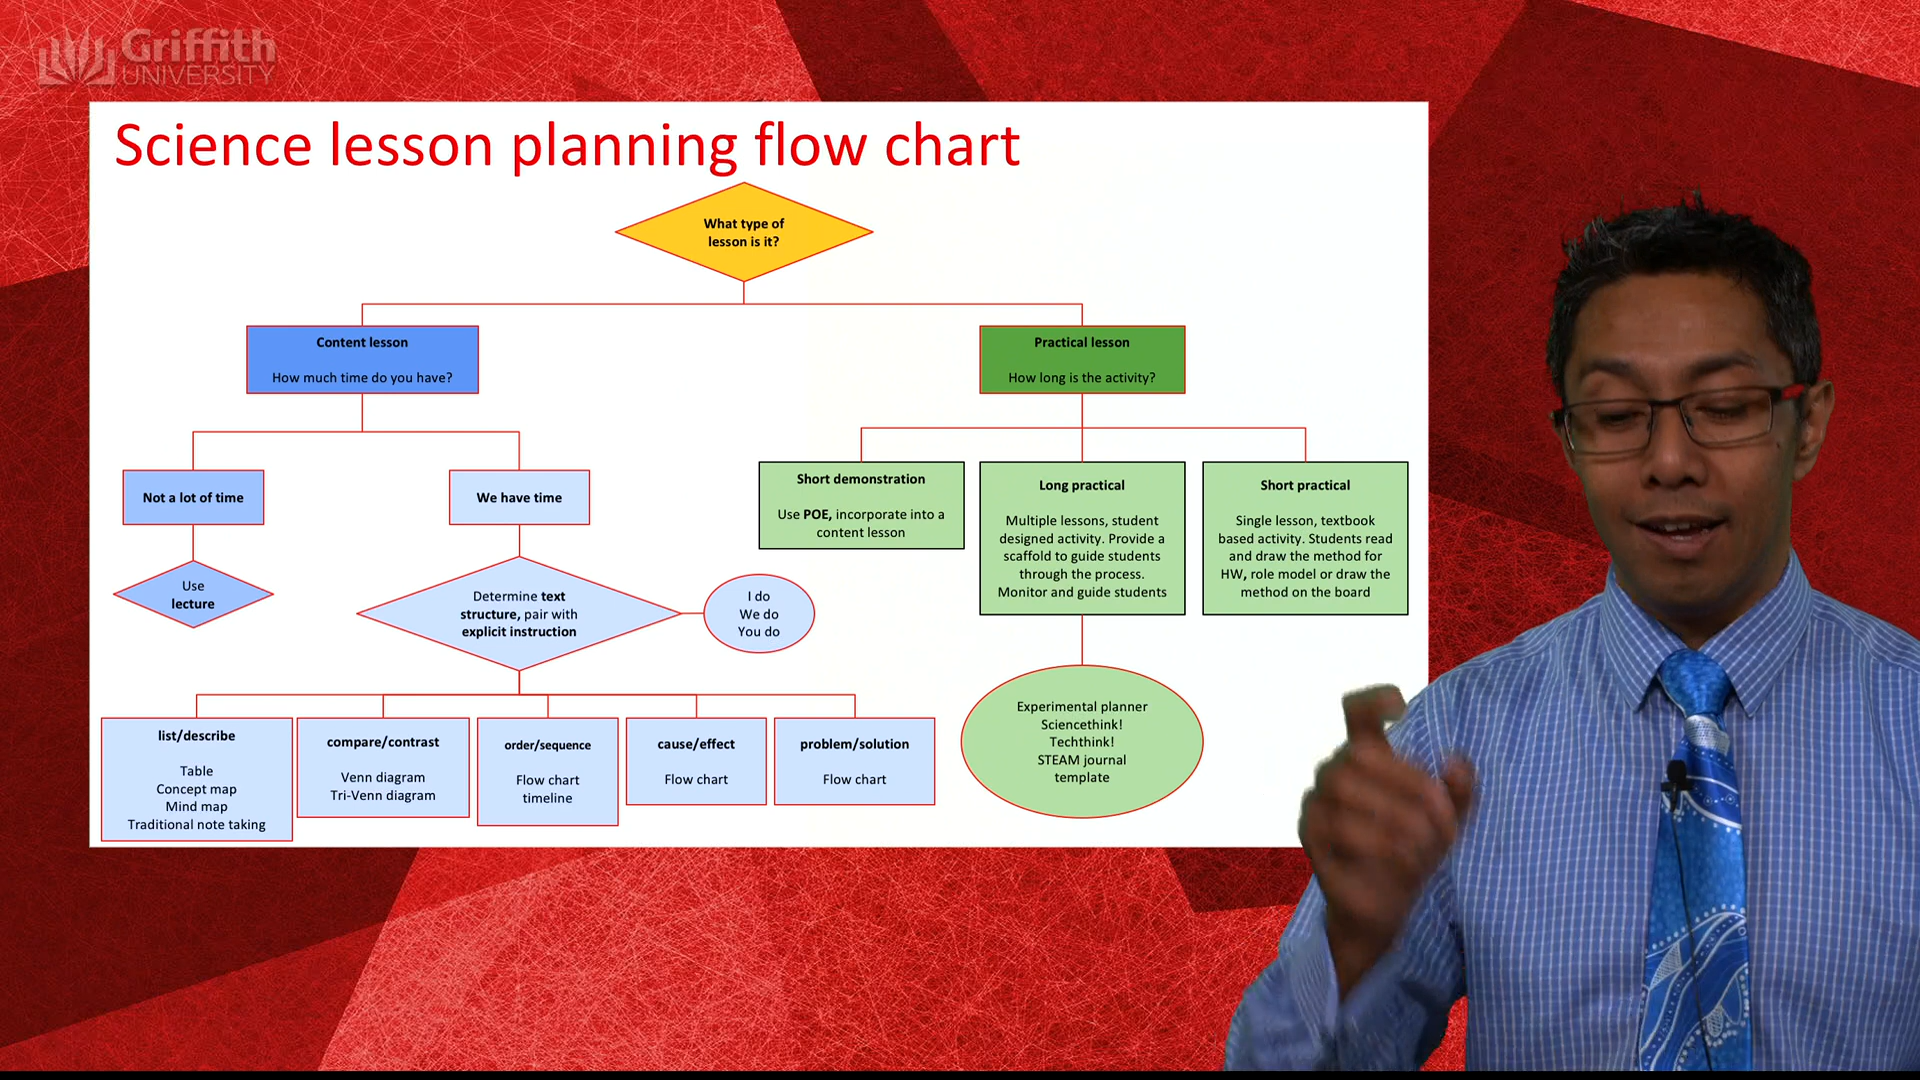 Griffith
UNIVERSITY
Science lesson planning flow chart
What type of
lesson is it?
Content lesson
How much time do you have?
Practical lesson
How long is the activity?
Not a lot of time
We have time
Use
lecture
Determine text
structure, pair with
explicit instruction
I do
We do
You do
Short demonstration
Use POE, incorporate into a
content lesson
Long practical
Multiple lessons, student
designed activity. Provide a
scaffold to guide students
through the process.
Monitor and guide students
Short practical
Single lesson, textbook
based activity. Students read
and draw the method for
HW, role model or draw the
method on the board
list/describe
Table
Concept map
Mind map
Traditional note taking
compare/contrast
Venn diagram
Tri-Venn diagram
order/sequence
Flow chart
timeline
cause/effect
Flow chart
problem/solution
Flow chart
Experimental planner
Sciencethink!
Techthink!
STEAM journal
template